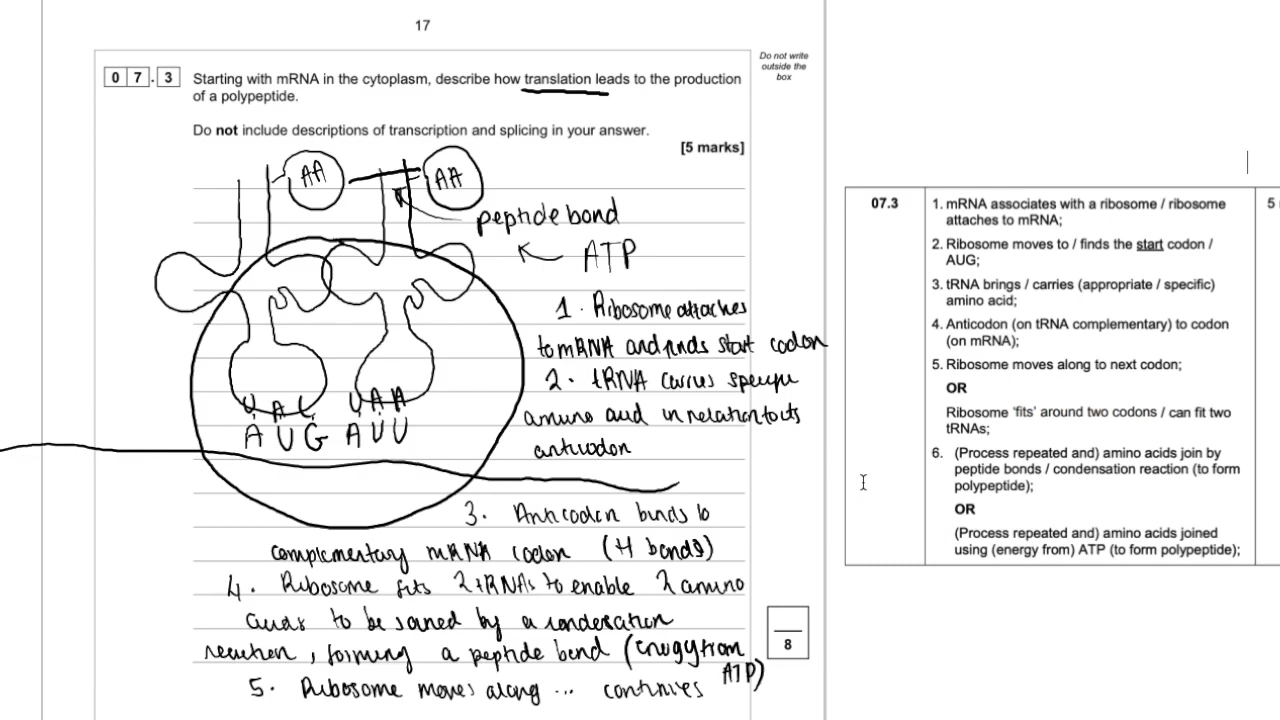 17
Do not write
outside the
box
0 7 . 3 Starting with mRNA in the cytoplasm, describe how translation leads to the production
of a polypeptide.
Do not include descriptions of transcription and splicing in your answer.
[5 marks]
AA AA
peptide bond
ATP
1. Ribosome attaches
to mRNA and finds start codon
2. tRNA carries specific
amino acid in relation to its
anticodon
U A C U A A
A U G A U U
3. Anticodon binds to
complementary mRNA codon (H bonds)
4. Ribosome fits 2 tRNAs to enable 2 amino
acids to be joined by a condensation
reaction, forming a peptide bond (energy from
ATP)
5. Ribosome moves along ... continues
8
07.3
1. mRNA associates with a ribosome / ribosome
attaches to mRNA;
2. Ribosome moves to / finds the start codon /
AUG;
3. tRNA brings / carries (appropriate / specific)
amino acid;
4. Anticodon (on tRNA complementary) to codon
(on mRNA);
5. Ribosome moves along to next codon;
OR
Ribosome 'fits' around two codons / can fit two
tRNAs;
6. (Process repeated and) amino acids join by
peptide bonds / condensation reaction (to form
polypeptide);
OR
(Process repeated and) amino acids joined
using (energy from) ATP (to form polypeptide);
5